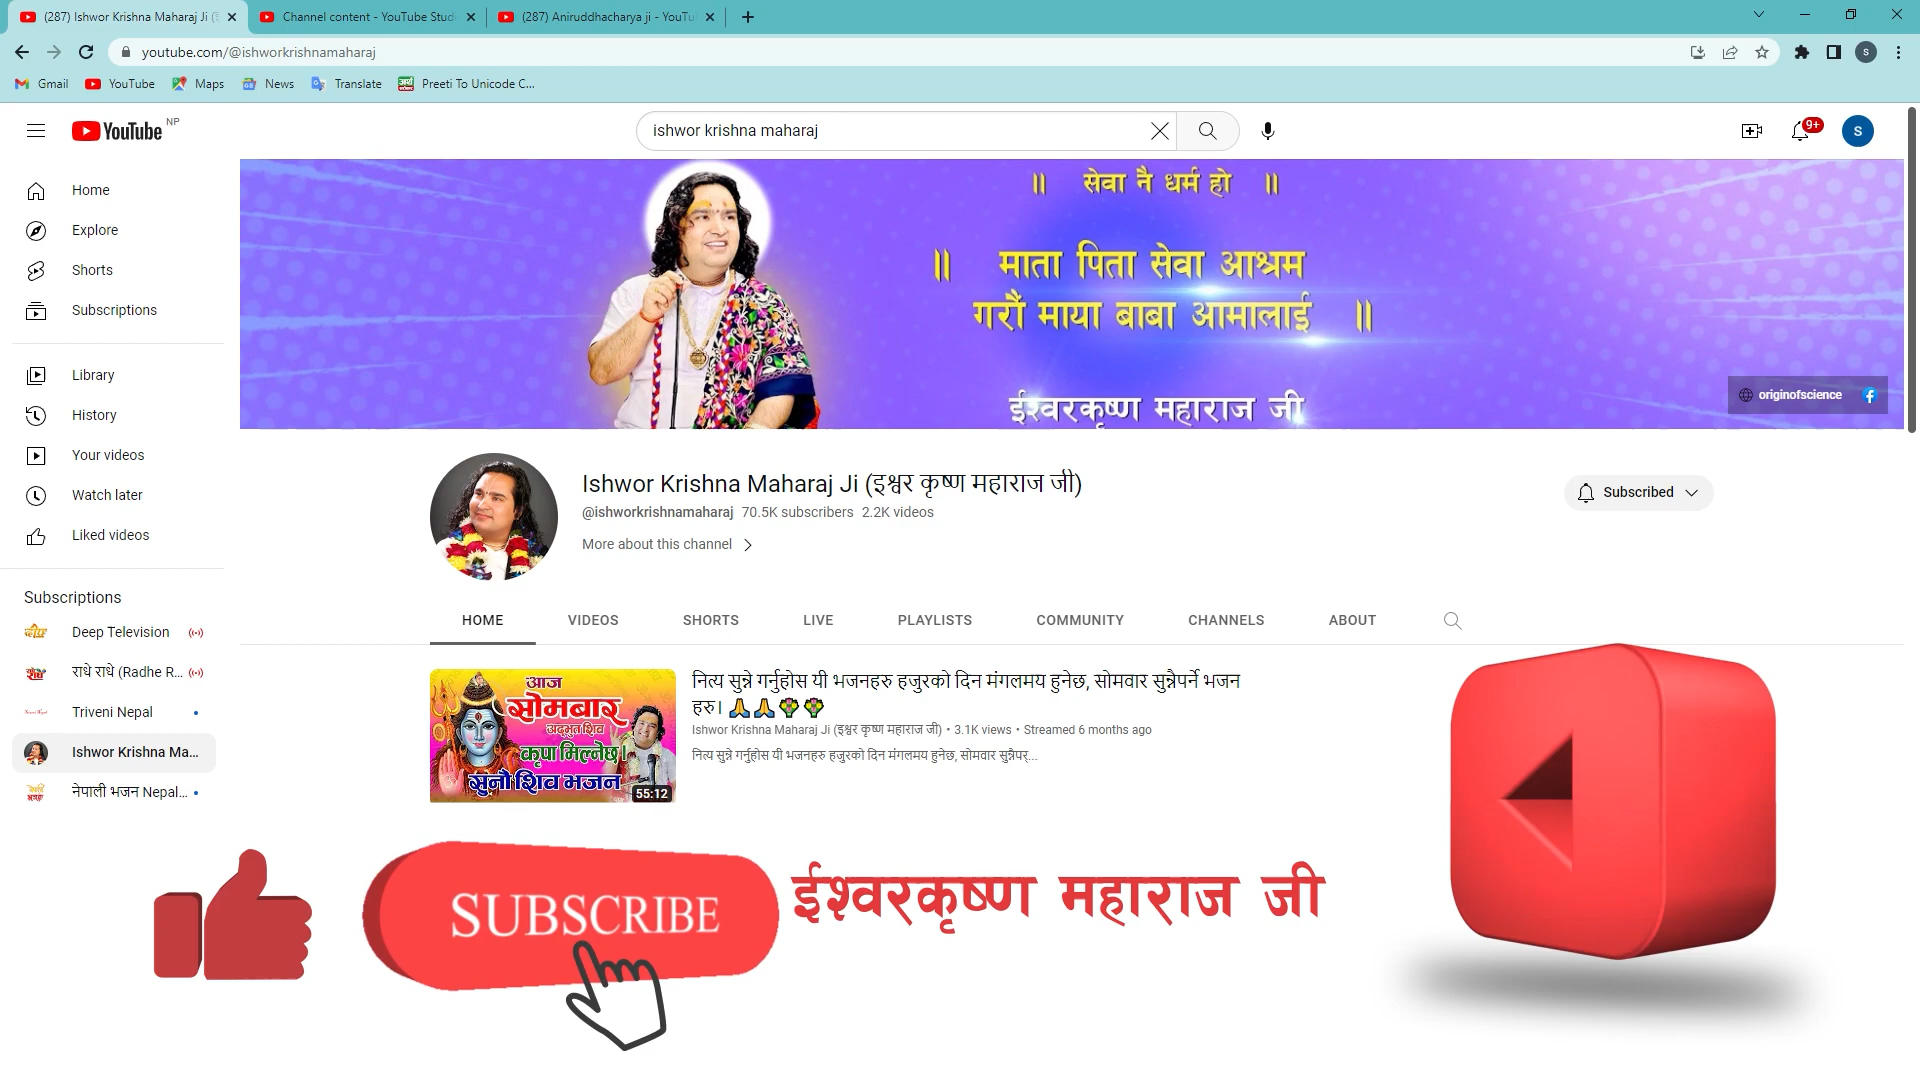 (287) Ishwor Krishna Maharaj Ji (
Channel content - YouTube Stud
(287) Aniruddhacharya ji - YouTu
youtube.com/@ishworkrishnamaharaj
S
Gmail
YouTube
Maps
News
Translate
Preeti To Unicode C...
YouTube NP
ishwor krishna maharaj
9+
S
Home
Explore
Shorts
Subscriptions
Library
History
Your videos
Watch later
Liked videos
Subscriptions
Deep Television
राधे राधे (Radhe R...
Triveni Nepal
Ishwor Krishna Ma...
नेपाली भजन Nepal...
॥ सेवा नै धर्म हो ॥
॥ माता पिता सेवा आश्रम
गरौं माया बाबा आमालाई ॥
ईश्वरकृष्ण महाराज जी
originofscience
Ishwor Krishna Maharaj Ji (इश्वर कृष्ण महाराज जी)
@ishworkrishnamaharaj 70.5K subscribers 2.2K videos
More about this channel
Subscribed
HOME VIDEOS SHORTS LIVE PLAYLISTS COMMUNITY CHANNELS ABOUT
आज
सोमबार
अदभुत शिव
कृपा मिल्नेछ।
सुनौ शिव भजन
55:12
नित्य सुन्ने गर्नुहोस यी भजनहरु हजुरको दिन मंगलमय हुनेछ, सोमवार सुन्नैपर्ने भजन
हरु। 🙏🙏💐💐
Ishwor Krishna Maharaj Ji (इश्वर कृष्ण महाराज जी) • 3.1K views • Streamed 6 months ago
नित्य सुन्ने गर्नुहोस यी भजनहरु हजुरको दिन मंगलमय हुनेछ, सोमवार सुन्नैपर्...
SUBSCRIBE
ईश्वरकृष्ण महाराज जी